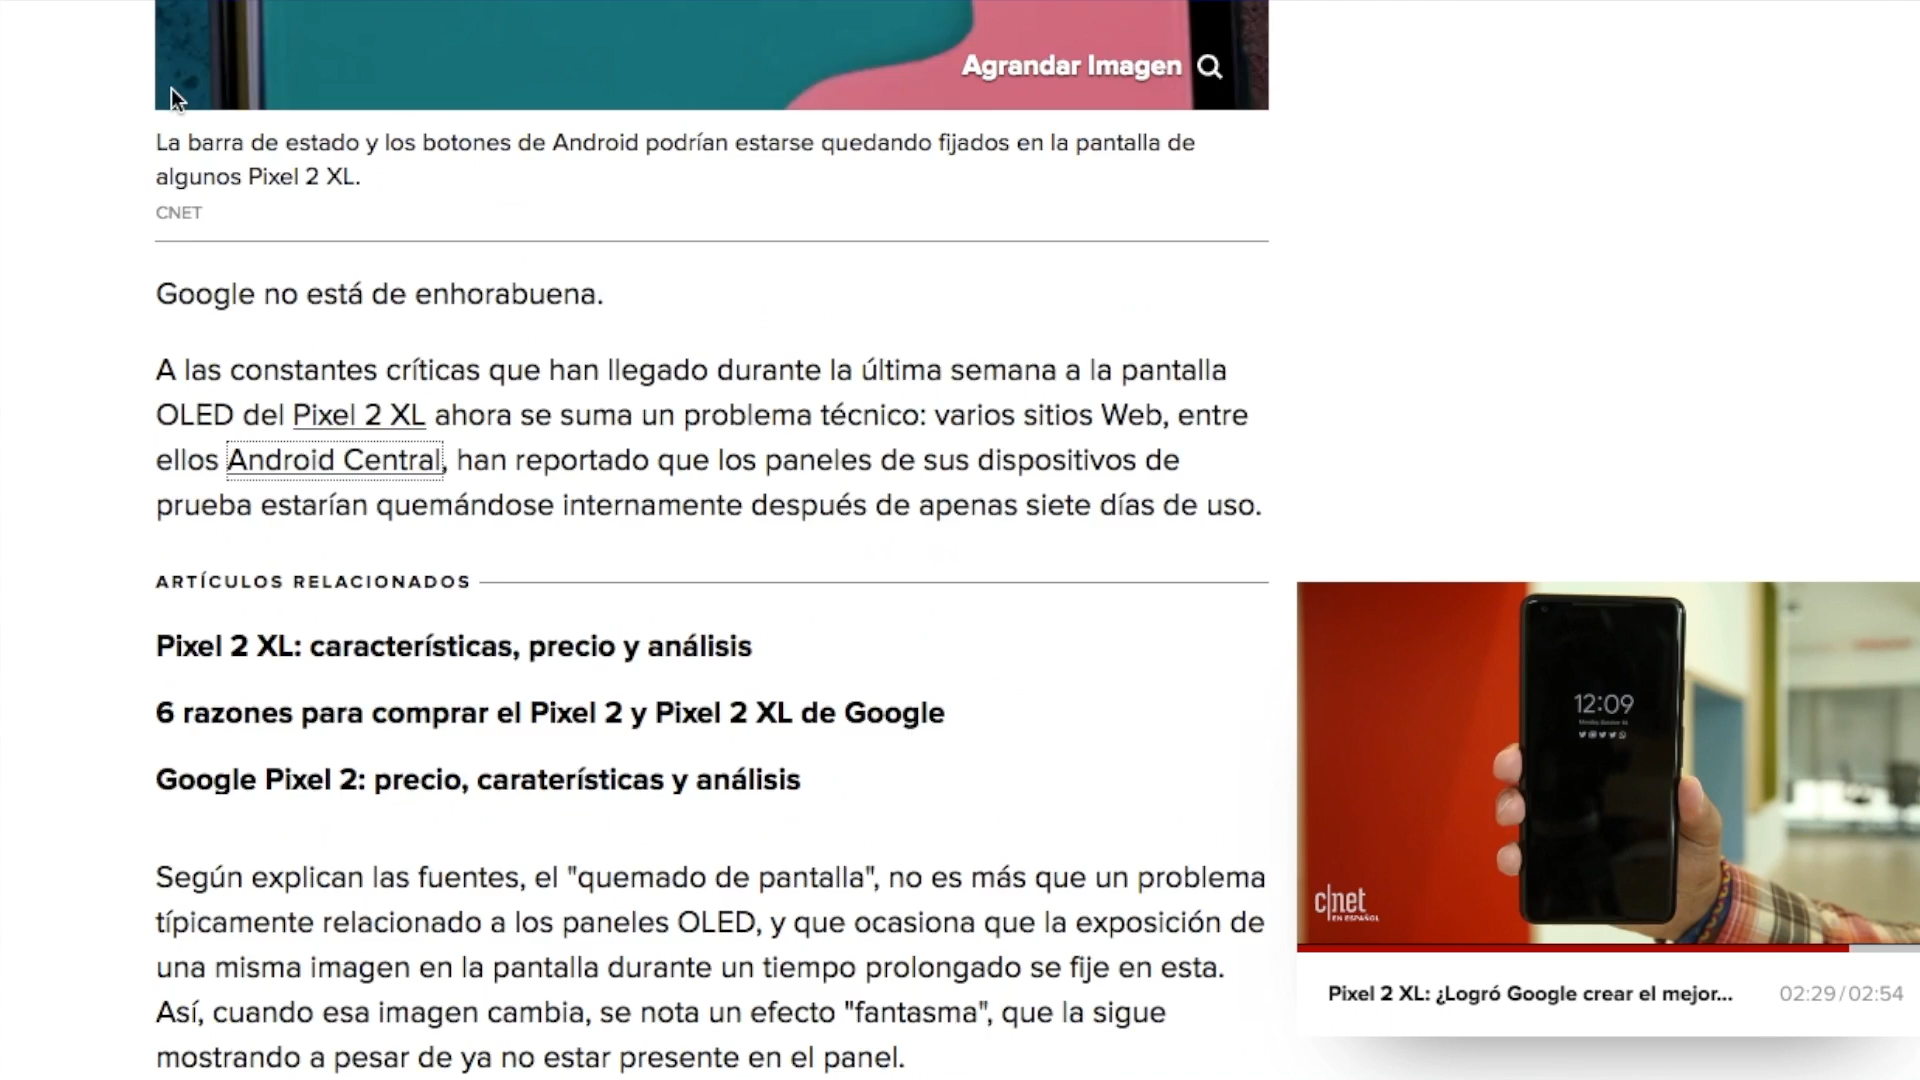 Agrandar Imagen
La barra de estado y los botones de Android podrían estarse quedando fijados en la pantalla de
algunos Pixel 2 XL.
CNET
Google no está de enhorabuena.
A las constantes críticas que han llegado durante la última semana a la pantalla
OLED del Pixel 2 XL ahora se suma un problema técnico: varios sitios Web, entre
ellos Android Central, han reportado que los paneles de sus dispositivos de
prueba estarían quemándose internamente después de apenas siete días de uso.
ARTÍCULOS RELACIONADOS
Pixel 2 XL: características, precio y análisis
6 razones para comprar el Pixel 2 y Pixel 2 XL de Google
Google Pixel 2: precio, caraterísticas y análisis
Según explican las fuentes, el "quemado de pantalla", no es más que un problema
típicamente relacionado a los paneles OLED, y que ocasiona que la exposición de
una misma imagen en la pantalla durante un tiempo prolongado se fije en esta.
Así, cuando esa imagen cambia, se nota un efecto "fantasma", que la sigue
mostrando a pesar de ya no estar presente en el panel.
12:09
c|net
EN ESPAÑOL
Pixel 2 XL: ¿Logró Google crear el mejor...
02:29/02:54